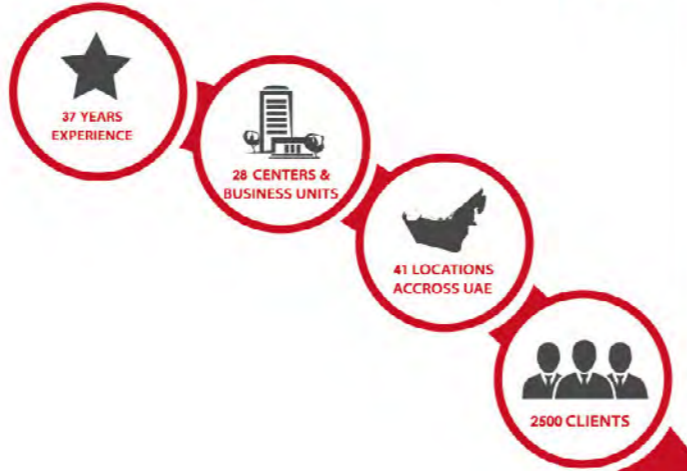 37 YEARS
EXPERIENCE
28 CENTERS &
BUSINESS UNITS
41 LOCATIONS
ACCROSS UAE
2500 CLIENTS